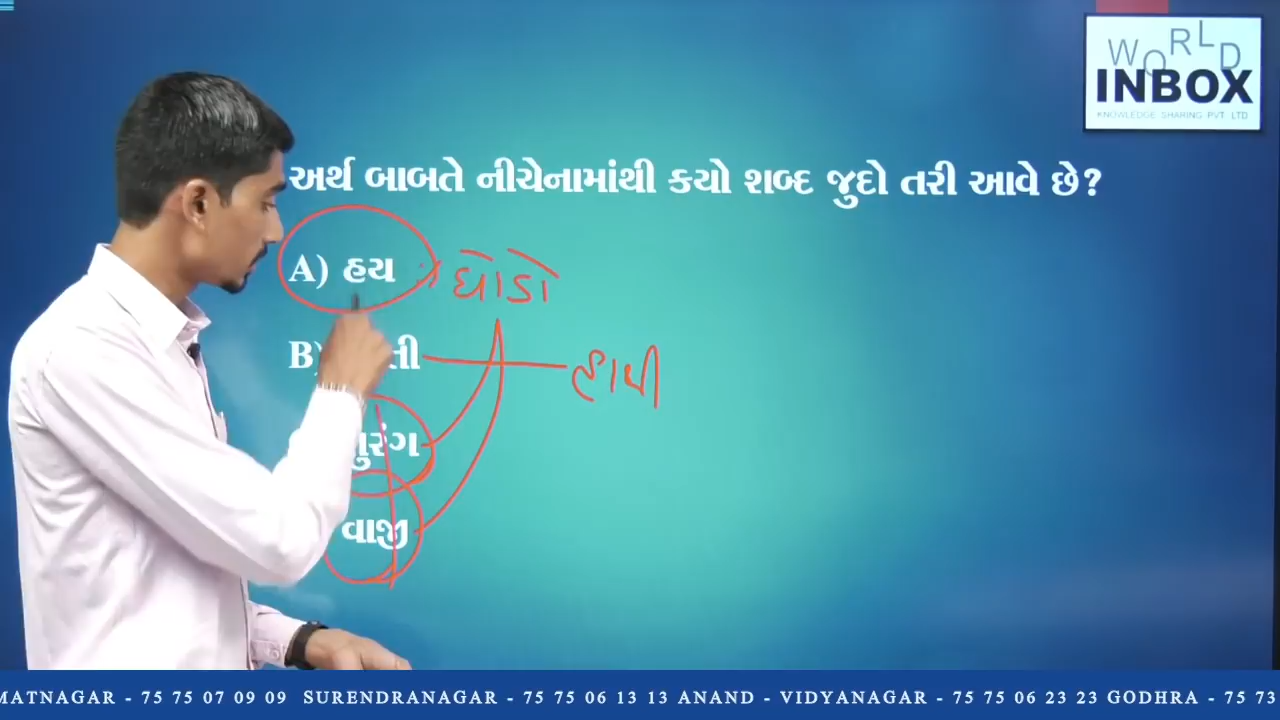 WORLD
INBOX
KNOWLEDGE SHARING PVT LTD
અર્થ બાબતે નીચેનામાંથી કયો શબ્દ જુદો તરી આવે છે?
A) હય
ઘોડો
B)
હાથી
વાજી
MATNAGAR - 75 75 07 09 09 SURENDRANAGAR - 75 75 06 13 13 ANAND - VIDYANAGAR - 75 75 06 23 23 GODHRA - 75 73